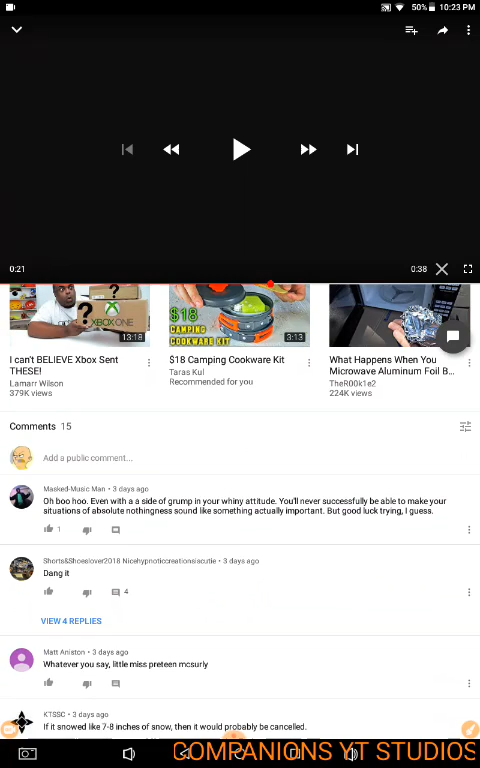 50% 10:23 PM
0:21 0:38
?
?
XBOX ONE
13:18
$18
CAMPING
COOKWARE KIT
3:13
I can't BELIEVE Xbox Sent
THESE!
Lamarr Wilson
379K views
$18 Camping Cookware Kit
Taras Kul
Recommended for you
What Happens When You
Microwave Aluminum Foil B...
TheR00k1e2
224K views
Comments 15
Add a public comment...
Masked-Music Man • 3 days ago
Oh boo hoo. Even with a a side of grump in your whiny attitude. You'll never successfully be able to make your
situations of absolute nothingness sound like something actually important. But good luck trying, I guess.
1
Shorts&Shoeslover2018 Nicehypnoticcreationsiscutie • 3 days ago
Dang it
4
VIEW 4 REPLIES
Matt Aniston • 3 days ago
Whatever you say, little miss preteen mcsurly
KTSSC • 3 days ago
If it snowed like 7-8 inches of snow, then it would probably be cancelled.
COMPANIONS YT STUDIOS